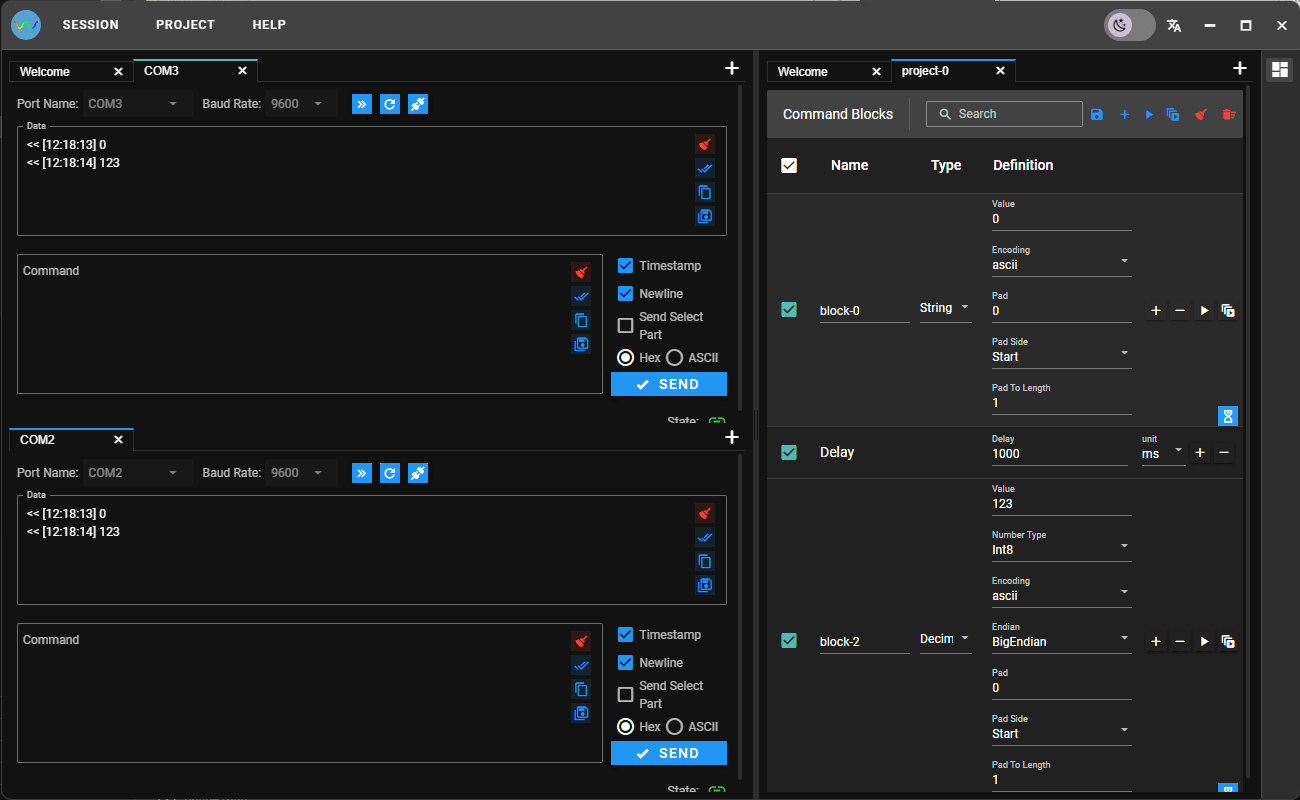 SESSION PROJECT HELP
Welcome COM3
Port Name: COM3 Baud Rate: 9600
Data
<< [12:18:13] 0
<< [12:18:14] 123
Command
Timestamp
Newline
Send Select
Part
Hex ASCII
SEND
State:
COM2
Port Name: COM2 Baud Rate: 9600
Data
<< [12:18:13] 0
<< [12:18:14] 123
Command
Timestamp
Newline
Send Select
Part
Hex ASCII
SEND
State:
Welcome project-0
Command Blocks Search
Name Type Definition
Value
0
Encoding
ascii
Pad
block-0 String 0
Pad Side
Start
Pad To Length
1
Delay unit
Delay 1000 ms
Value
123
Number Type
Int8
Encoding
ascii
Endian
block-2 Decim BigEndian
Pad
0
Pad Side
Start
Pad To Length
1